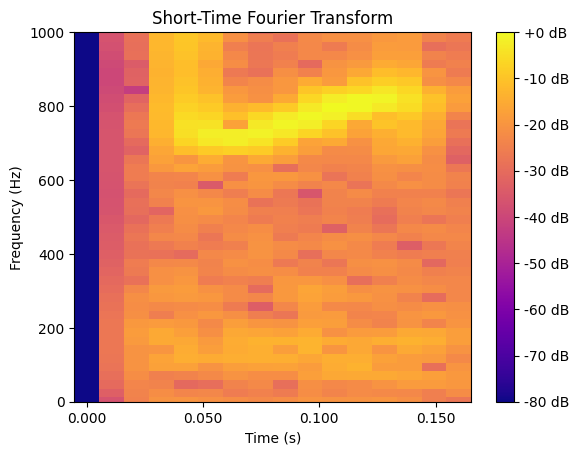 Short-Time Fourier Transform
Frequency (Hz)
1000
800
600
400
200
0
0.000
0.050
0.100
0.150
Time (s)
+0 dB
-10 dB
-20 dB
-30 dB
-40 dB
-50 dB
-60 dB
-70 dB
-80 dB